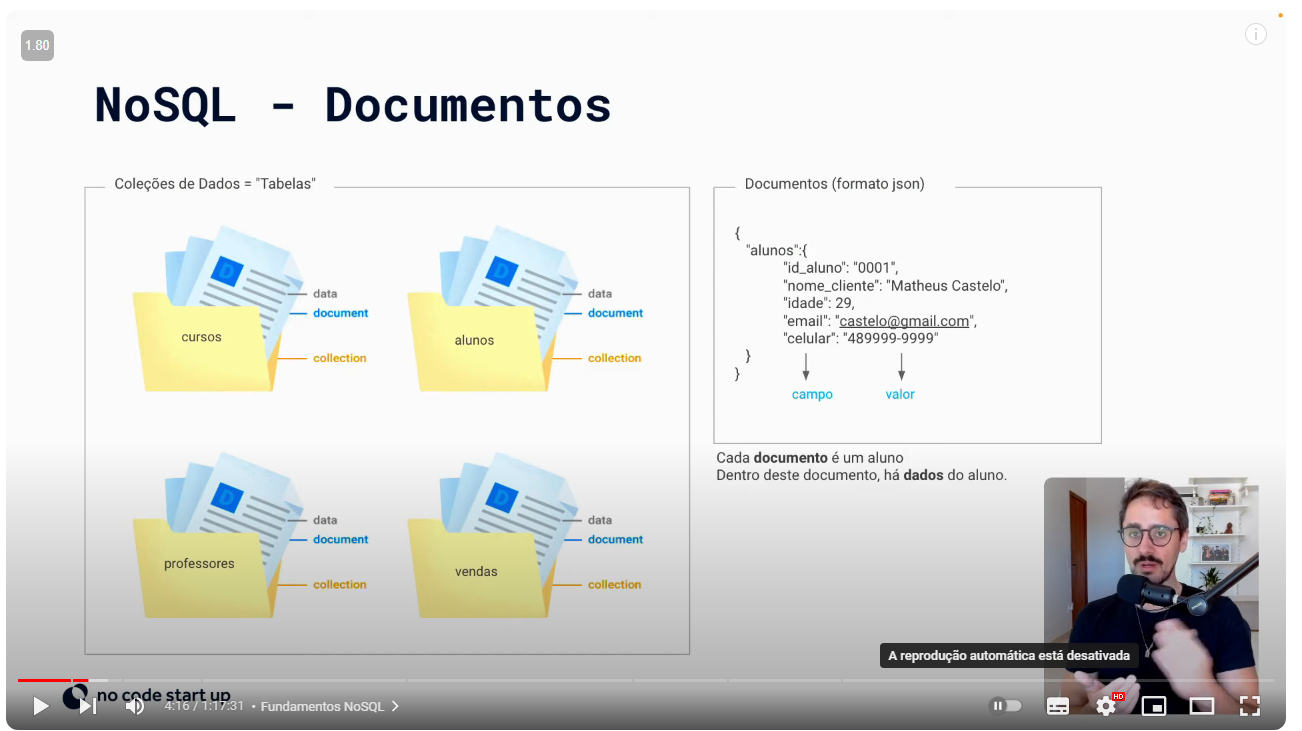 1.80
NoSQL - Documentos
Coleções de Dados = "Tabelas"
cursos
data
document
collection
alunos
data
document
collection
professores
data
document
collection
vendas
data
document
collection
Documentos (formato json)
{
"alunos":{
"id_aluno": "0001",
"nome_cliente": "Matheus Castelo",
"idade": 29,
"email": "castelo@gmail.com",
"celular": "489999-9999"
}
}
campo valor
Cada documento é um aluno
Dentro deste documento, há dados do aluno.
A reprodução automática está desativada
no code start up
4:16 / 1:17:31 • Fundamentos NoSQL
HD